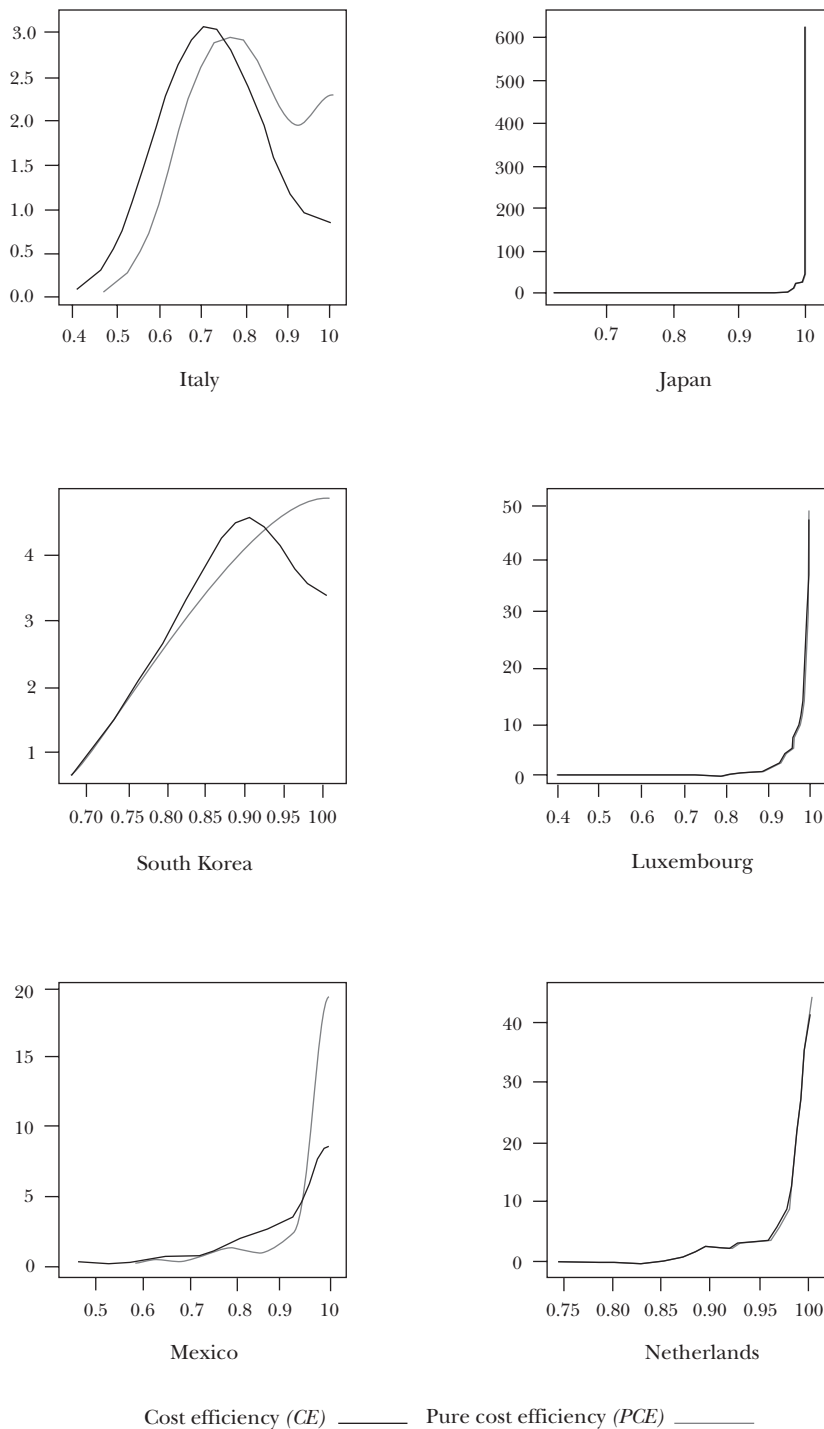 3.0
2.5
2.0
1.5
1.0
0.5
0.0
0.4 0.5 0.6 0.7 0.8 0.9 10
Italy
600
500
400
300
200
100
0
0.7 0.8 0.9 10
Japan
4
3
2
1
0.70 0.75 0.80 0.85 0.90 0.95 100
South Korea
50
40
30
20
10
0
0.4 0.5 0.6 0.7 0.8 0.9 10
Luxembourg
20
15
10
5
0
0.5 0.6 0.7 0.8 0.9 10
Mexico
40
30
20
10
0
0.75 0.80 0.85 0.90 0.95 100
Netherlands
Cost efficiency (CE) Pure cost efficiency (PCE)